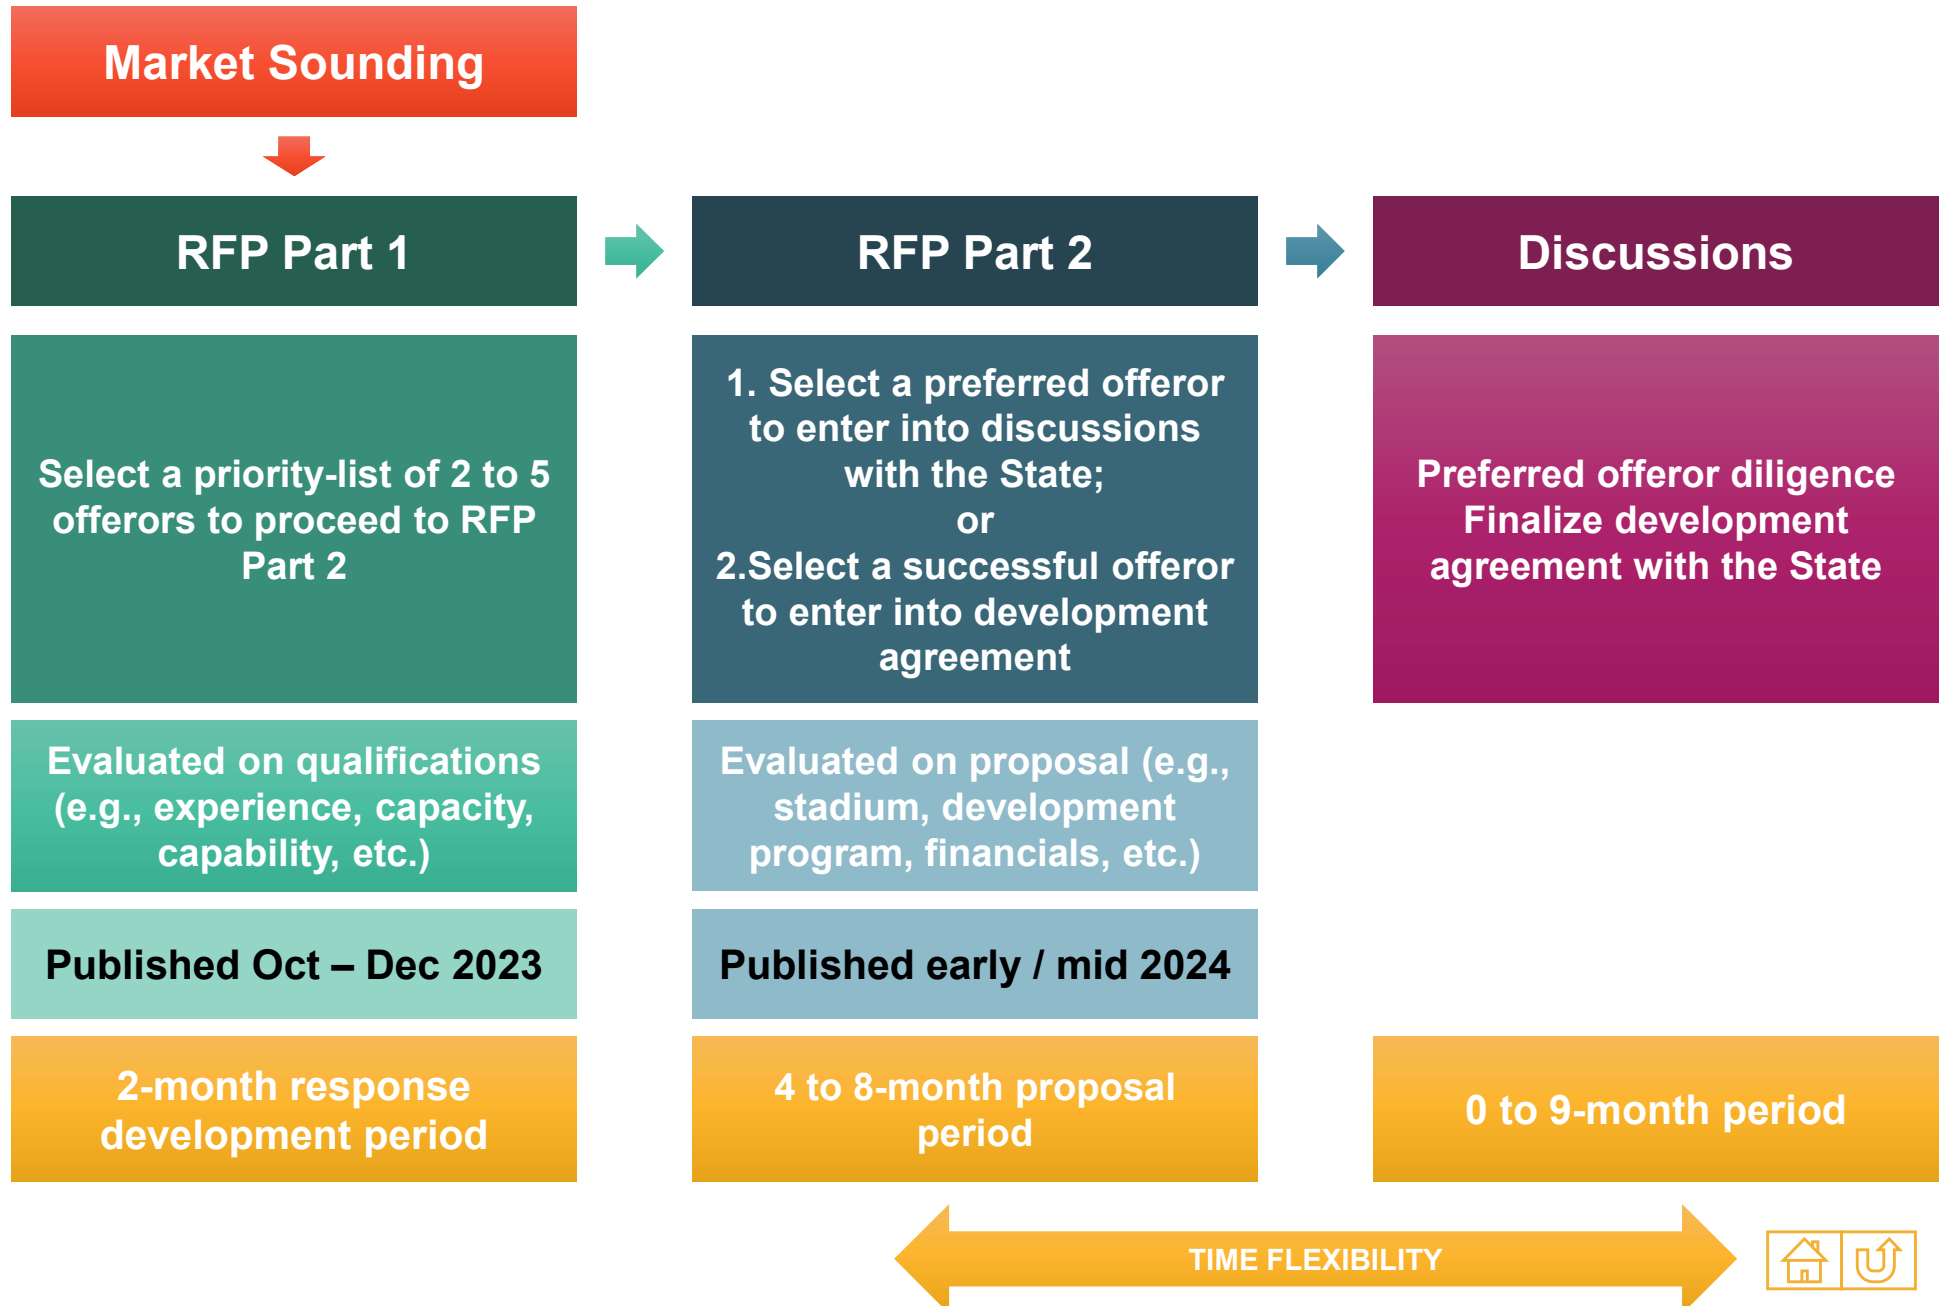 Market Sounding
RFP Part 1
RFP Part 2
Discussions
Select a priority-list of 2 to 5
offerors to proceed to RFP
Part 2
1. Select a preferred offeror
to enter into discussions
with the State;
or
2.Select a successful offeror
to enter into development
agreement
Preferred offeror diligence
Finalize development
agreement with the State
Evaluated on qualifications
(e.g., experience, capacity,
capability, etc.)
Evaluated on proposal (e.g.,
stadium, development
program, financials, etc.)
Published Oct – Dec 2023
Published early / mid 2024
2-month response
development period
4 to 8-month proposal
period
0 to 9-month period
TIME FLEXIBILITY